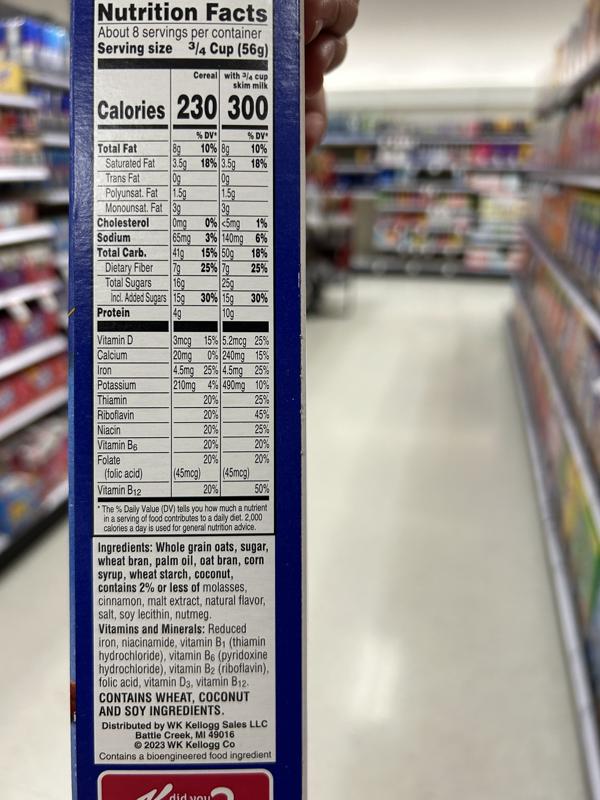 Nutrition Facts
About 8 servings per container
Serving size 3/4 Cup (56g)
Cereal with 3/4 cup
skim milk
Calories 230 300
% DV* % DV*
Total Fat 8g 10% 8g 10%
Saturated Fat 3.5g 18% 3.5g 18%
Trans Fat 0g 0g
Polyunsat. Fat 1.5g 1.5g
Monounsat. Fat 3g 3g
Cholesterol 0mg 0% <5mg 1%
Sodium 65mg 3% 140mg 6%
Total Carb. 41g 15% 50g 18%
Dietary Fiber 7g 25% 7g 25%
Total Sugars 16g 25g
Incl. Added Sugars 15g 30% 15g 30%
Protein 4g 10g
Vitamin D 3mcg 15% 5.2mcg 25%
Calcium 20mg 0% 240mg 15%
Iron 4.5mg 25% 4.5mg 25%
Potassium 210mg 4% 490mg 10%
Thiamin 20% 25%
Riboflavin 20% 45%
Niacin 20% 25%
Vitamin B6 20% 20%
Folate 20% 20%
(folic acid) (45mcg) (45mcg)
Vitamin B12 20% 50%
* The % Daily Value (DV) tells you how much a nutrient
in a serving of food contributes to a daily diet. 2,000
calories a day is used for general nutrition advice.
Ingredients: Whole grain oats, sugar,
wheat bran, palm oil, oat bran, corn
syrup, wheat starch, coconut,
contains 2% or less of molasses,
cinnamon, malt extract, natural flavor,
salt, soy lecithin, nutmeg.
Vitamins and Minerals: Reduced
iron, niacinamide, vitamin B1 (thiamin
hydrochloride), vitamin B6 (pyridoxine
hydrochloride), vitamin B2 (riboflavin),
folic acid, vitamin D3, vitamin B12.
CONTAINS WHEAT, COCONUT
AND SOY INGREDIENTS.
Distributed by WK Kellogg Sales LLC
Battle Creek, MI 49016
© 2023 WK Kellogg Co
Contains a bioengineered food ingredient
did you